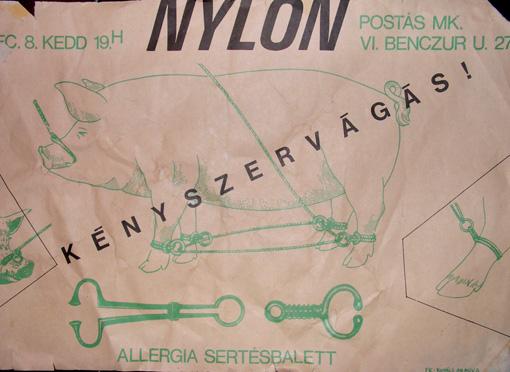 NYLON
FC. 8. KEDD 19.H
POSTÁS MK.
VI. BENCZUR U. 27
KÉNYSZERVÁGÁS!
ALLERGIA SERTÉSBALETT